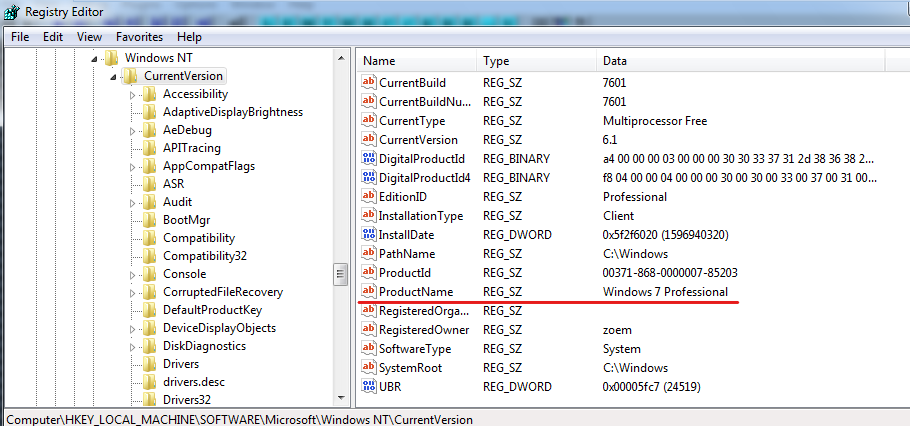 Registry Editor
File Edit View Favorites Help
Windows NT
CurrentVersion
Accessibility
AdaptiveDisplayBrightness
AeDebug
APITracing
AppCompatFlags
ASR
Audit
BootMgr
Compatibility
Compatibility32
Console
CorruptedFileRecovery
DefaultProductKey
DeviceDisplayObjects
DiskDiagnostics
Drivers
drivers.desc
Drivers32
Name Type Data
CurrentBuild REG_SZ 7601
CurrentBuildNu... REG_SZ 7601
CurrentType REG_SZ Multiprocessor Free
CurrentVersion REG_SZ 6.1
DigitalProductId REG_BINARY a4 00 00 00 03 00 00 00 30 30 33 37 31 2d 38 36 38 2...
DigitalProductId4 REG_BINARY f8 04 00 00 04 00 00 00 30 00 30 00 33 00 37 00 31 00...
EditionID REG_SZ Professional
InstallationType REG_SZ Client
InstallDate REG_DWORD 0x5f2f6020 (1596940320)
PathName REG_SZ C:\Windows
ProductId REG_SZ 00371-868-0000007-85203
ProductName REG_SZ Windows 7 Professional
RegisteredOrga... REG_SZ
RegisteredOwner REG_SZ zoem
SoftwareType REG_SZ System
SystemRoot REG_SZ C:\Windows
UBR REG_DWORD 0x00005fc7 (24519)
Computer\HKEY_LOCAL_MACHINE\SOFTWARE\Microsoft\Windows NT\CurrentVersion